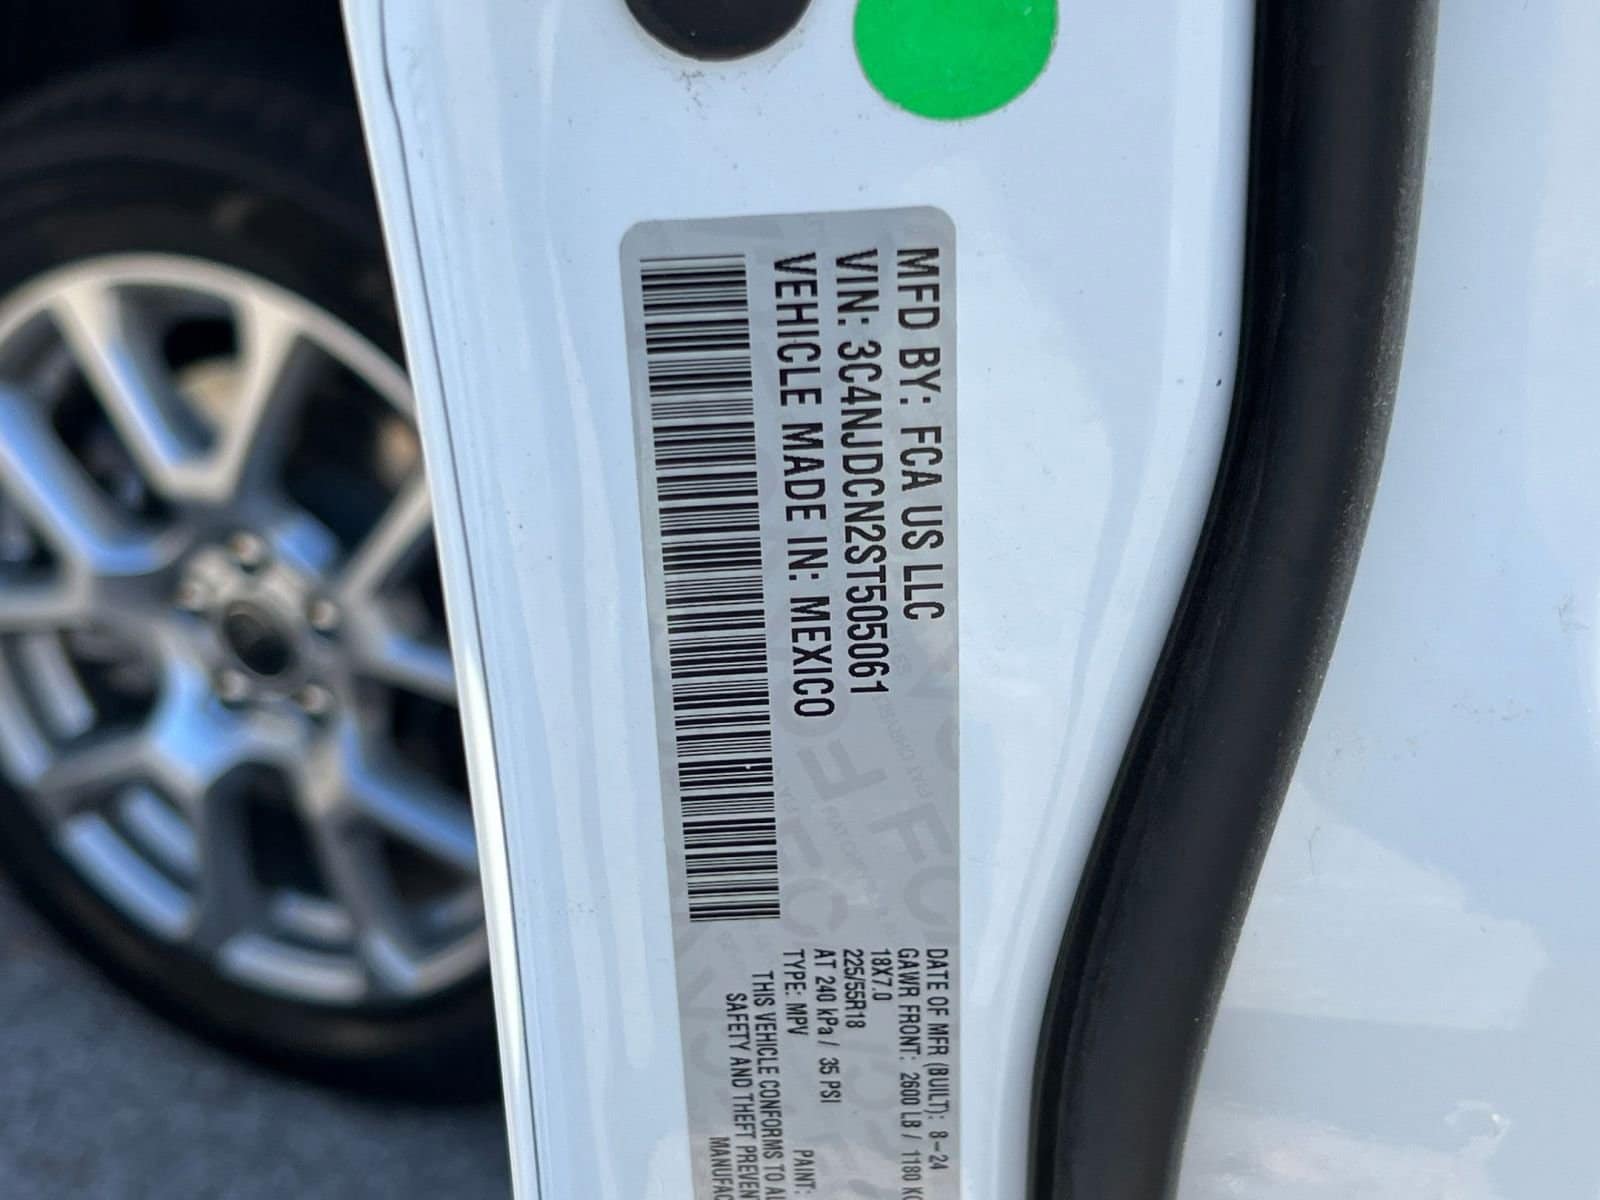 MFD BY: FCA US LLC
VIN: 3C4NJDCN2ST505061
VEHICLE MADE IN: MEXICO
DATE OF MFR (BUILT): 8-24
GAWR FRONT: 2600 LB / 1180 KG
18X7.0
225/55R18
AT 240 kPa / 35 PSI
TYPE: MPV PAINT:
THIS VEHICLE CONFORMS TO
SAFETY AND THEFT